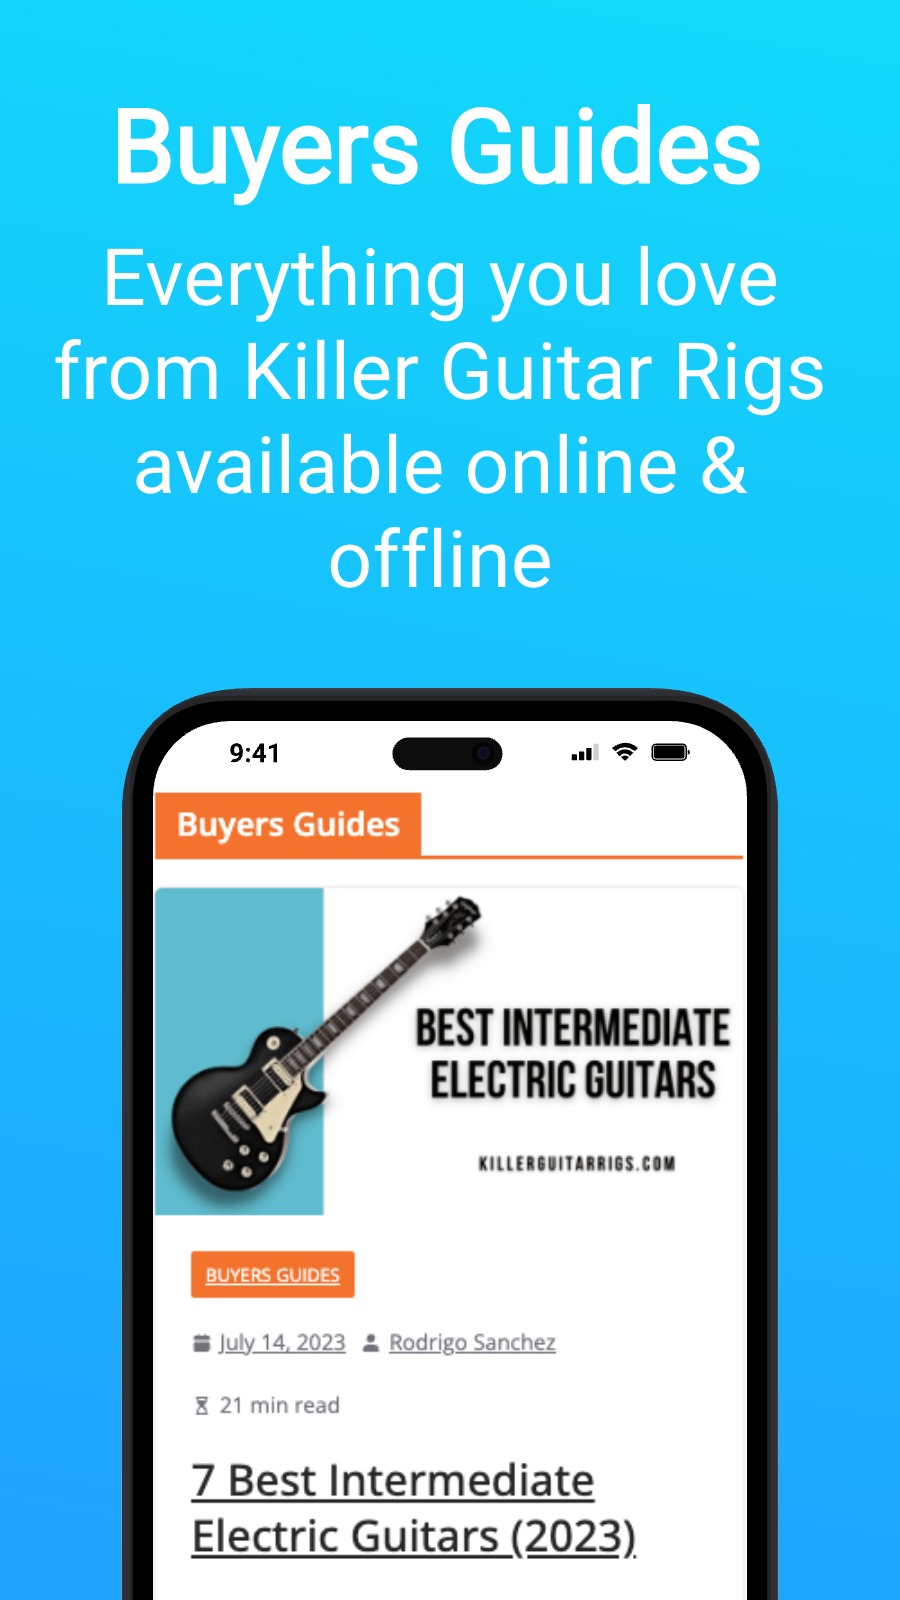 Buyers Guides
Everything you love
from Killer Guitar Rigs
available online &
offline
9:41
Buyers Guides
BEST INTERMEDIATE
ELECTRIC GUITARS
KILLERGUITARRIGS.COM
BUYERS GUIDES
July 14, 2023 Rodrigo Sanchez
21 min read
7 Best Intermediate
Electric Guitars (2023)